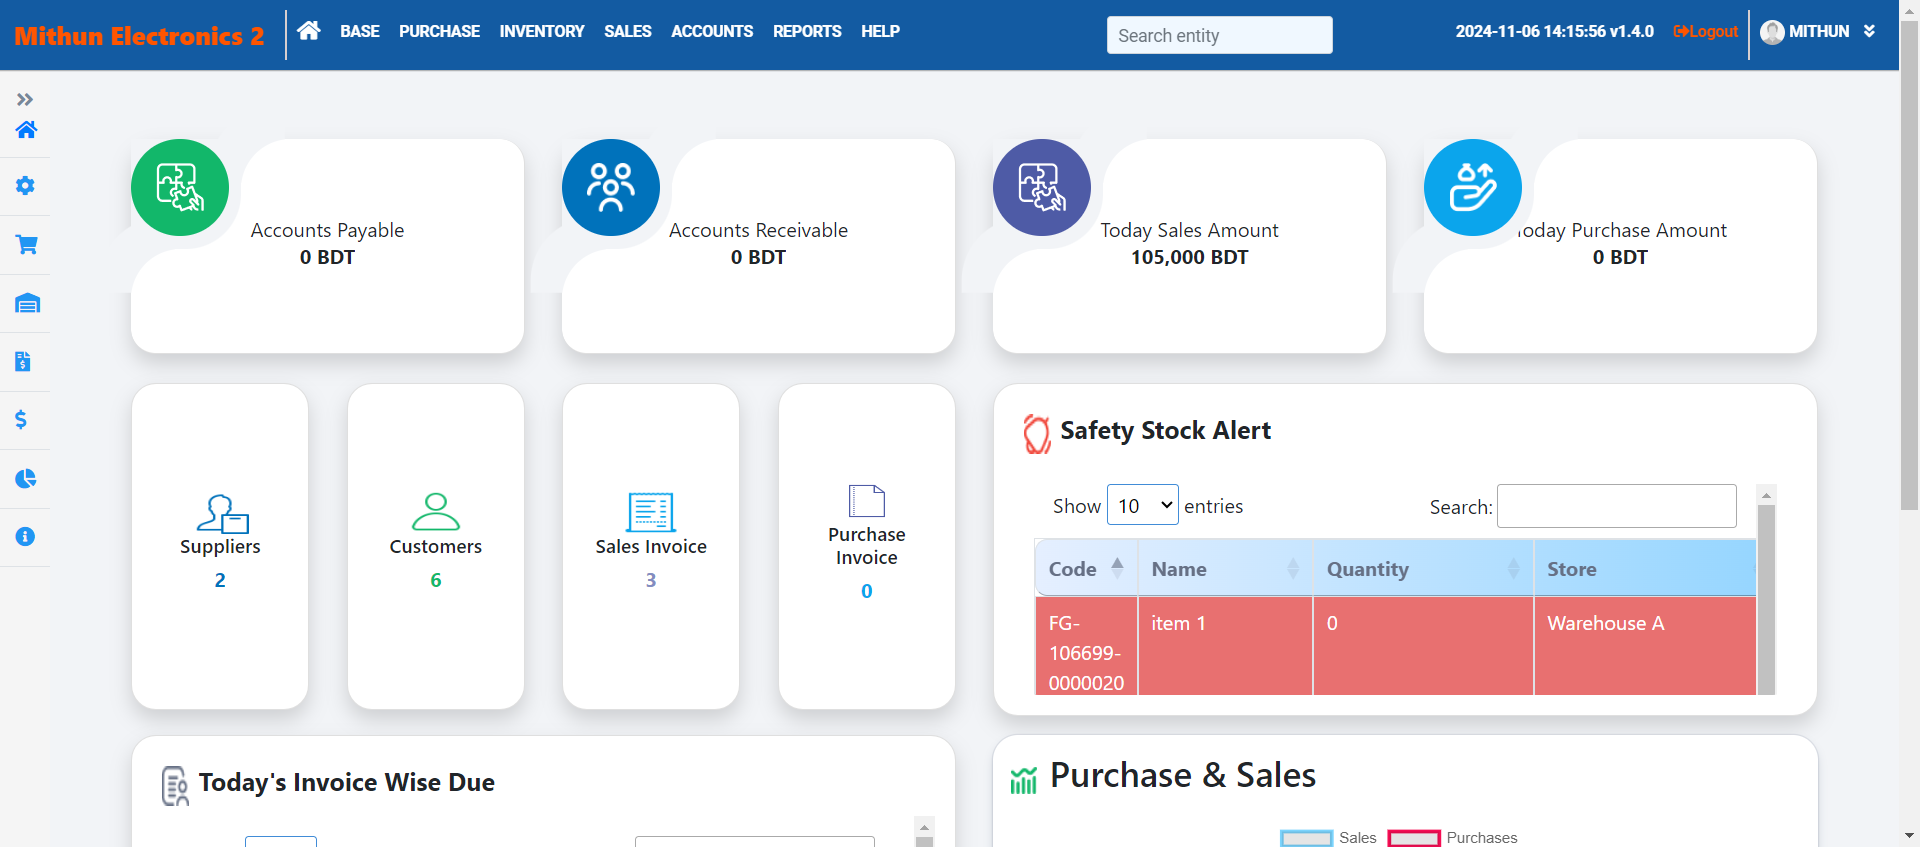 Mithun Electronics 2
BASE PURCHASE INVENTORY SALES ACCOUNTS REPORTS HELP
Search entity
2024-11-06 14:15:56 v1.4.0 Logout MITHUN
Accounts Payable
0 BDT
Accounts Receivable
0 BDT
Today Sales Amount
105,000 BDT
Today Purchase Amount
0 BDT
Suppliers
2
Customers
6
Sales Invoice
3
Purchase
Invoice
0
Safety Stock Alert
Show 10 entries
Search:
Code Name Quantity Store
FG-
106699-
0000020
item 1
0
Warehouse A
Today's Invoice Wise Due
Purchase & Sales
Sales Purchases